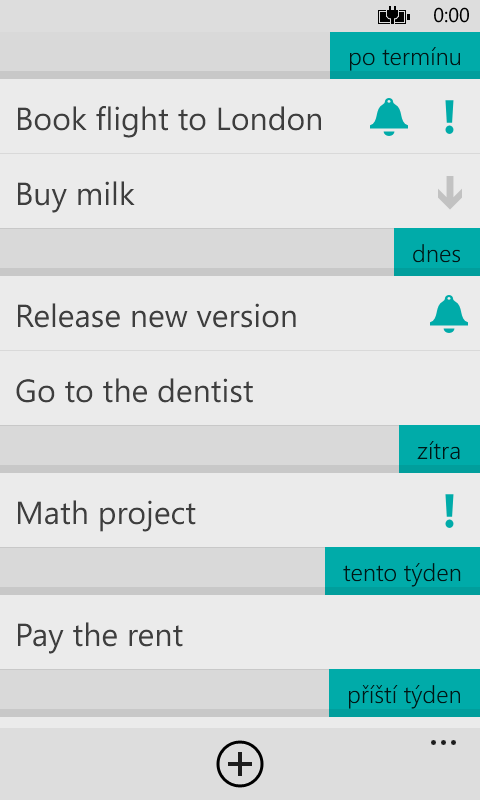 0:00
po termínu
Book flight to London
Buy milk
dnes
Release new version
Go to the dentist
zítra
Math project
tento týden
Pay the rent
příští týden